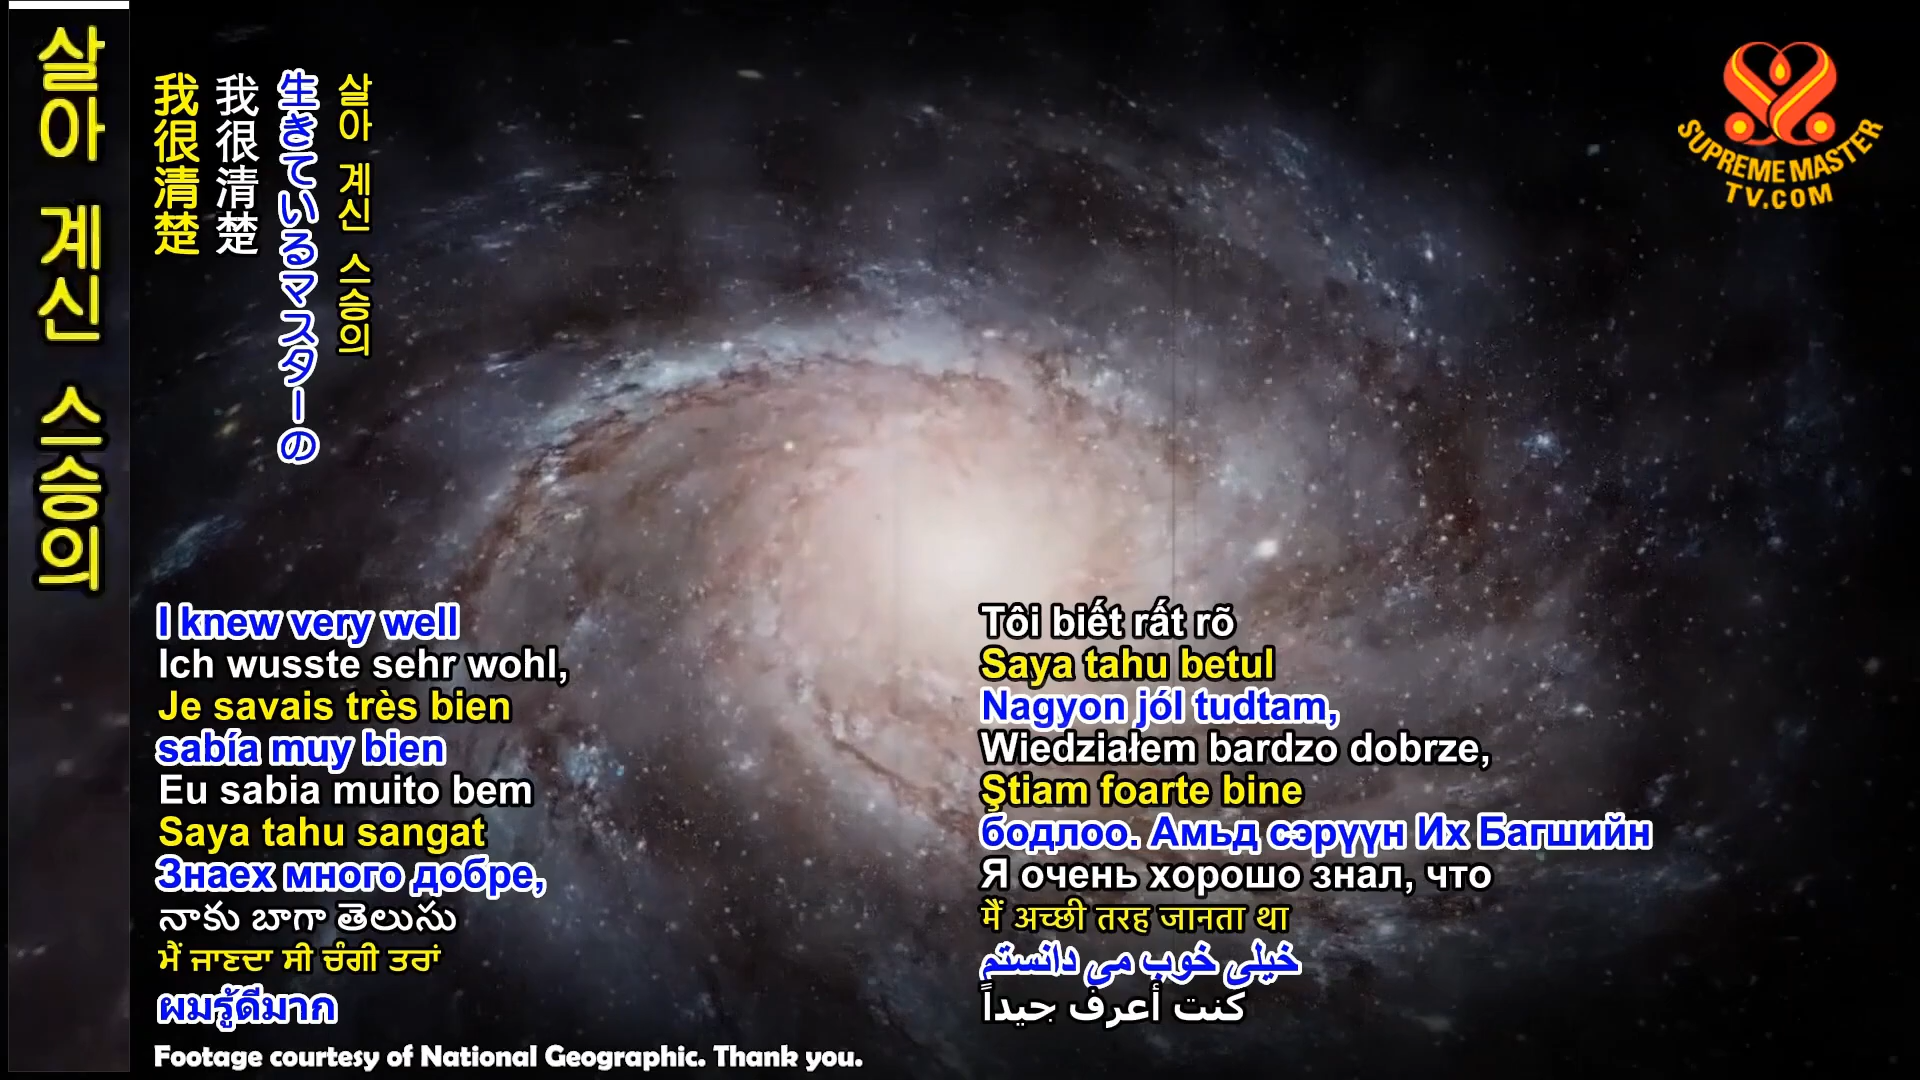 살아 계신 스승의
我很清楚
我很清楚
生きているマスターの
살아 계신 스승의
SUPREME MASTER
TV.COM
I knew very well
Ich wusste sehr wohl,
Je savais très bien
sabía muy bien
Eu sabia muito bem
Saya tahu sangat
Знаех много добре,
నాకు బాగా తెలుసు
ਮੈਂ ਜਾਣਦਾ ਸੀ ਚੰਗੀ ਤਰਾਂ
ผมรู้ดีมาก
Tôi biết rất rõ
Saya tahu betul
Nagyon jól tudtam,
Wiedziałem bardzo dobrze,
Ştiam foarte bine
бодлоо. Амьд сэрүүн Их Багшийн
Я очень хорошо знал, что
मैं अच्छी तरह जानता था
خیلی خوب می دانستم
كنت أعرف جيداً
Footage courtesy of National Geographic. Thank you.